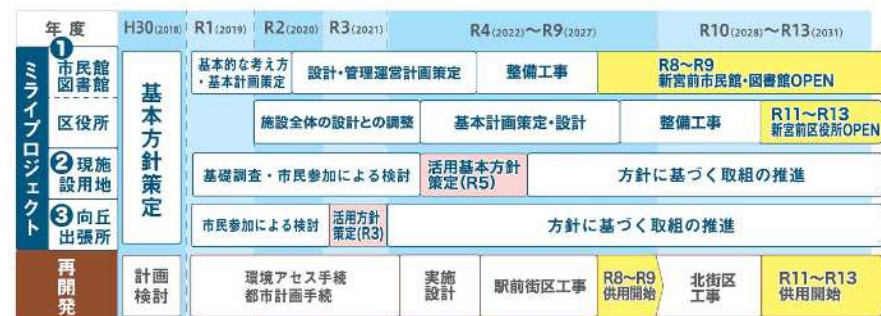 年度 H30(2018) R1(2019) R2(2020) R3(2021) R4(2022)～R9(2027) R10(2028)～R13(2031)
ミライプロジェクト
❶
市民館
図書館
基本方針策定
基本的な考え方
・基本計画策定
設計・管理運営計画策定
整備工事
R8～R9
新宮前市民館・図書館OPEN
区役所
施設全体の設計との調整
基本計画策定・設計
整備工事
R11～R13
新宮前区役所OPEN
❷現施
設用地
基礎調査・市民参加による検討
活用基本方針
策定(R5)
方針に基づく取組の推進
❸向丘
出張所
市民参加による検討
活用方針
策定(R3)
方針に基づく取組の推進
再開発
計画
検討
環境アセス手続
都市計画手続
実施
設計
駅前街区工事
R8～R9
供用開始
北街区
工事
R11～R13
供用開始